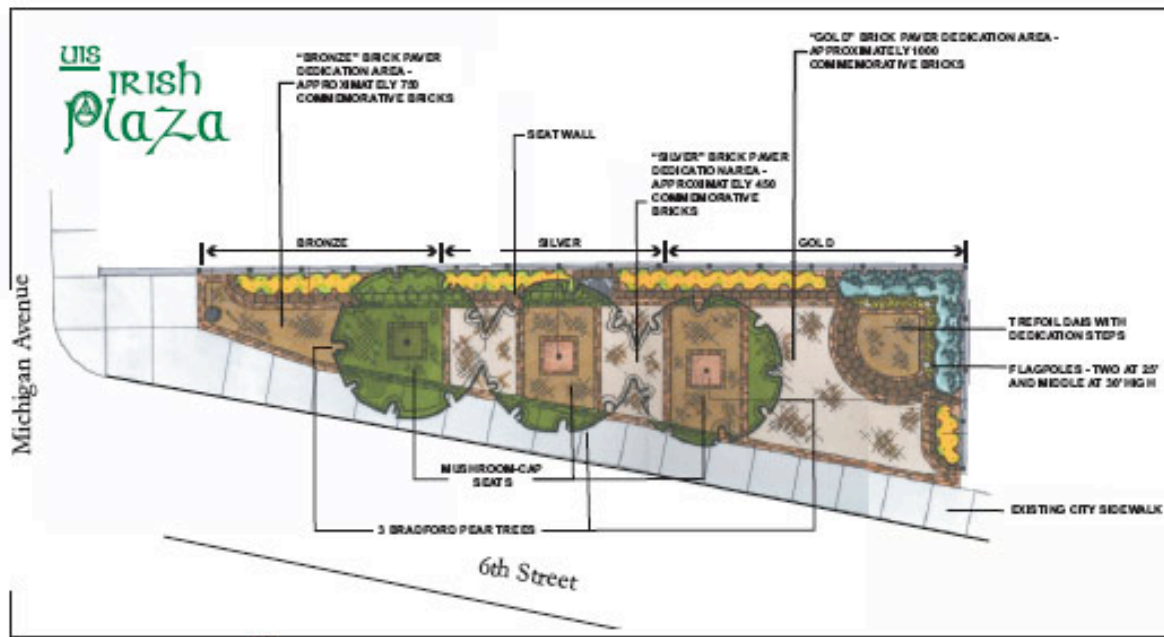 UIS
IRISH
Plaza
"BRONZE" BRICK PAVER
DEDICATION AREA -
APPROXIMATELY 750
COMMEMORATIVE BRICKS
"GOLD" BRICK PAVER DEDICATION AREA -
APPROXIMATELY 1000
COMMEMORATIVE BRICKS
SEATWALL
"SILVER" BRICK PAVER
DEDICATIONAREA -
APPROXIMATELY 450
COMMEMORATIVE
BRICKS
BRONZE
SILVER
GOLD
Michigan Avenue
TREFOIL DAIS WITH
DEDICATION STEPS
FLAGPOLES - TWO AT 25'
AND MIDDLE AT 30' HIGH
MUSHROOM-CAP
SEATS
3 BRADFORD PEAR TREES
EXISTING CITY SIDEWALK
6th Street